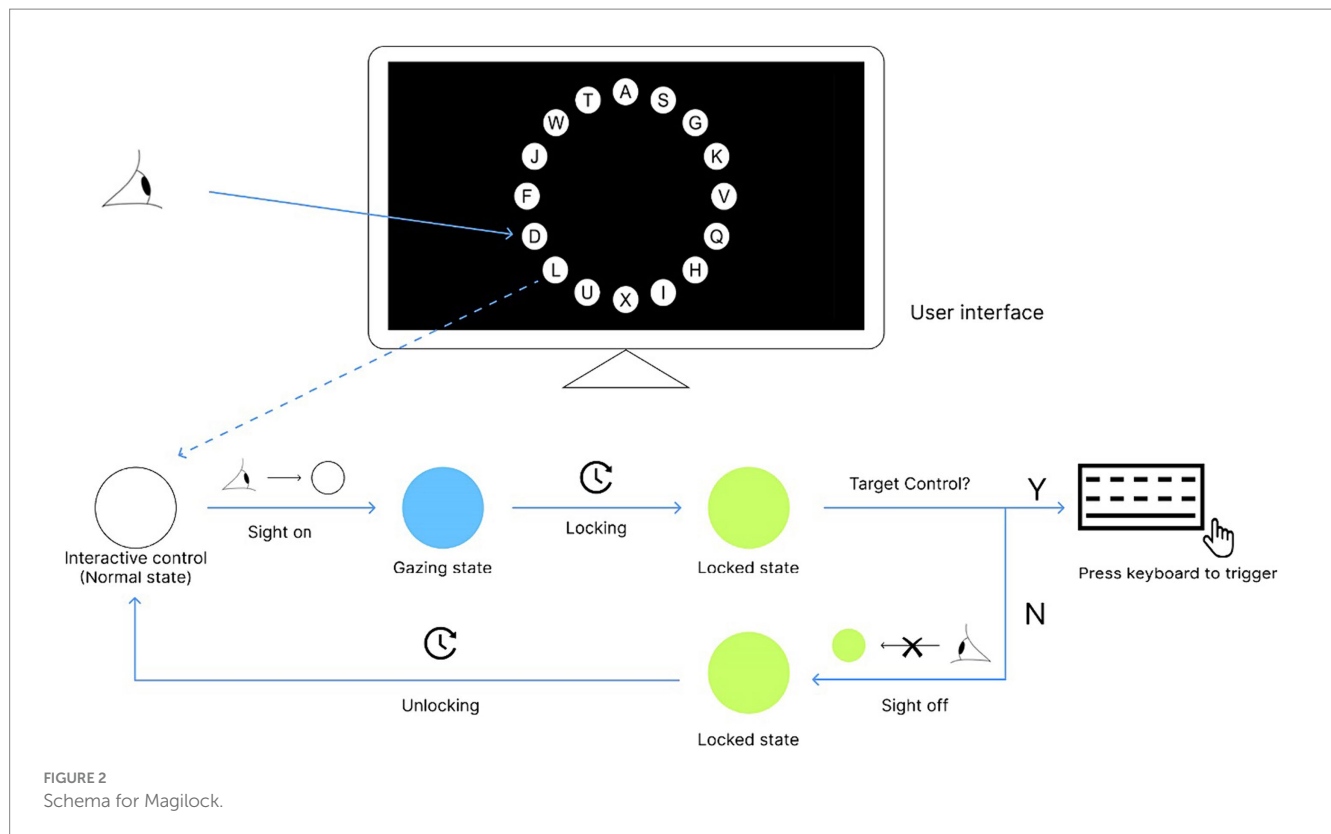 A
T
S
W
G
J
K
F
V
D
Q
L
H
U
I
X
User interface
Sight on
Locking
Target Control?
Y
Interactive control
(Normal state)
Gazing state
Locked state
Press keyboard to trigger
N
Unlocking
Sight off
Locked state
FIGURE 2
Schema for Magilock.